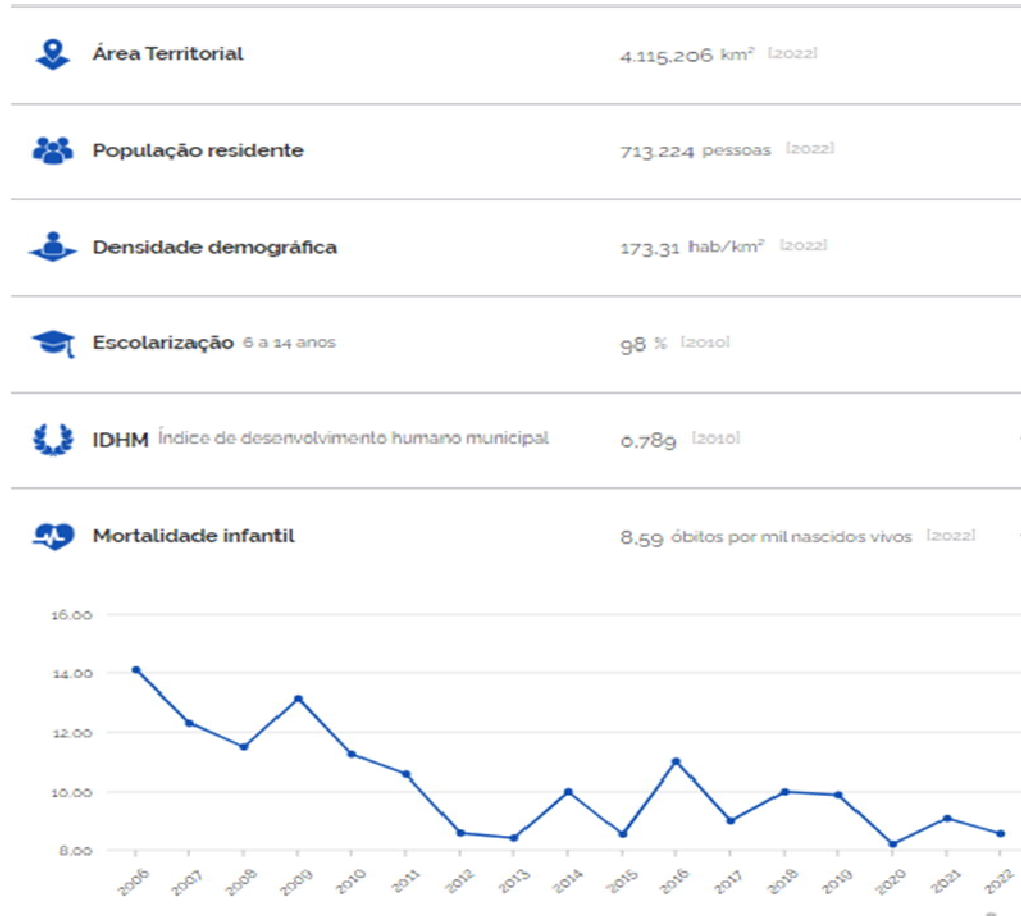 Área Territorial 4.115,206 km² [2022]
População residente 713.224 pessoas [2022]
Densidade demográfica 173,31 hab/km² [2022]
Escolarização 6 a 14 anos 98 % [2010]
IDHM Índice de desenvolvimento humano municipal 0,789 [2010]
Mortalidade infantil 8,59 óbitos por mil nascidos vivos [2022]
16,00
14,00
12,00
10,00
8,00
2006 2007 2008 2009 2010 2011 2012 2013 2014 2015 2016 2017 2018 2019 2020 2021 2022